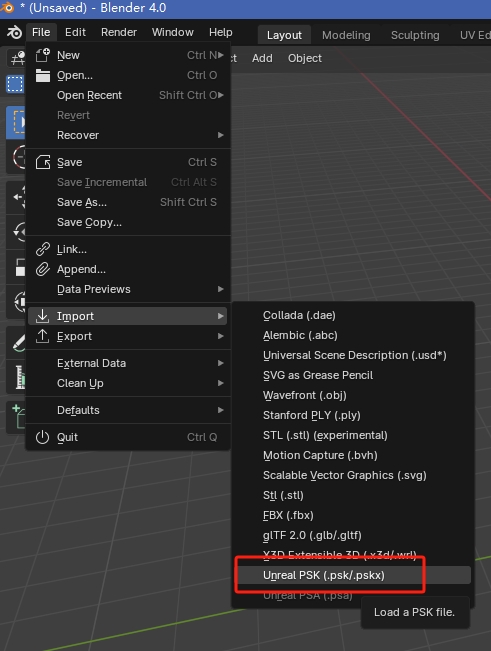 * (Unsaved) - Blender 4.0
File Edit Render Window Help Layout Modeling Sculpting UV Ed
ct Add Object
New Ctrl N
Open... Ctrl O
Open Recent Shift Ctrl O
Revert
Recover
Save Ctrl S
Save Incremental Ctrl Alt S
Save As... Shift Ctrl S
Save Copy...
Link...
Append...
Data Previews
Import
Export
External Data
Clean Up
Defaults
Quit Ctrl Q
Collada (.dae)
Alembic (.abc)
Universal Scene Description (.usd*)
SVG as Grease Pencil
Wavefront (.obj)
Stanford PLY (.ply)
STL (.stl) (experimental)
Motion Capture (.bvh)
Scalable Vector Graphics (.svg)
Stl (.stl)
FBX (.fbx)
glTF 2.0 (.glb/.gltf)
X3D Extensible 3D (.x3d/.wrl)
Unreal PSK (.psk/.pskx)
Unreal PSA (.psa)
Load a PSK file.